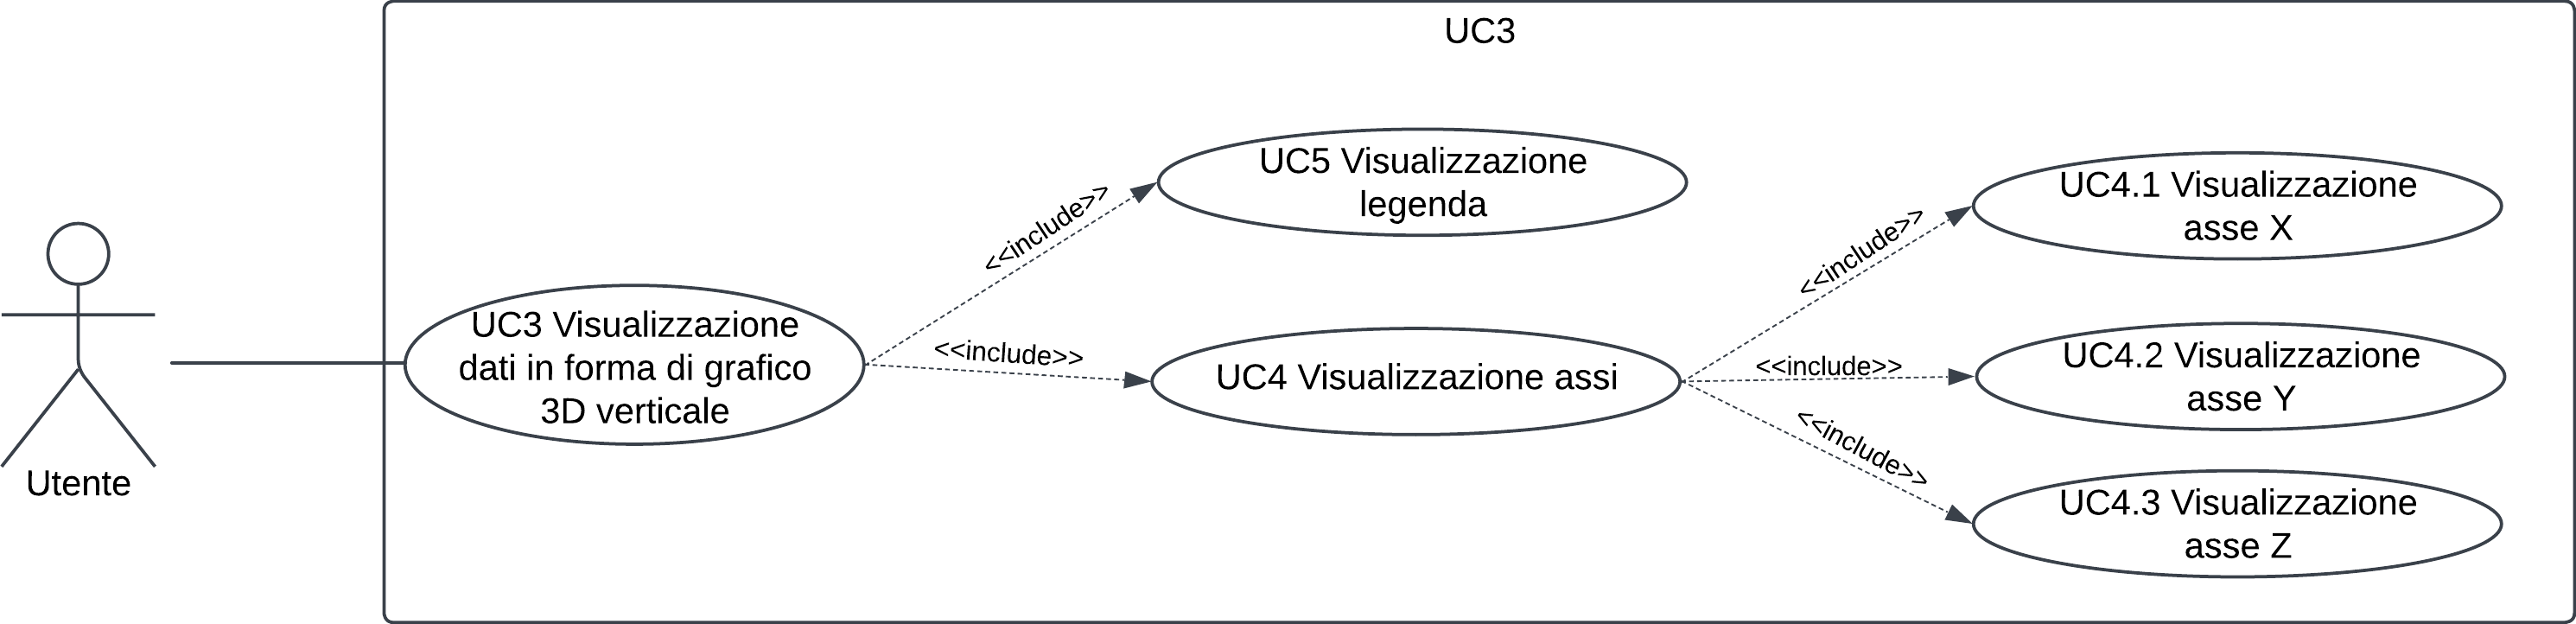 UC3
UC5 Visualizzazione
legenda
<<include>>
UC4.1 Visualizzazione
asse X
<<include>>
UC3 Visualizzazione
dati in forma di grafico
3D verticale
<<include>>
UC4 Visualizzazione assi
<<include>>
UC4.2 Visualizzazione
asse Y
<<include>>
UC4.3 Visualizzazione
asse Z
Utente